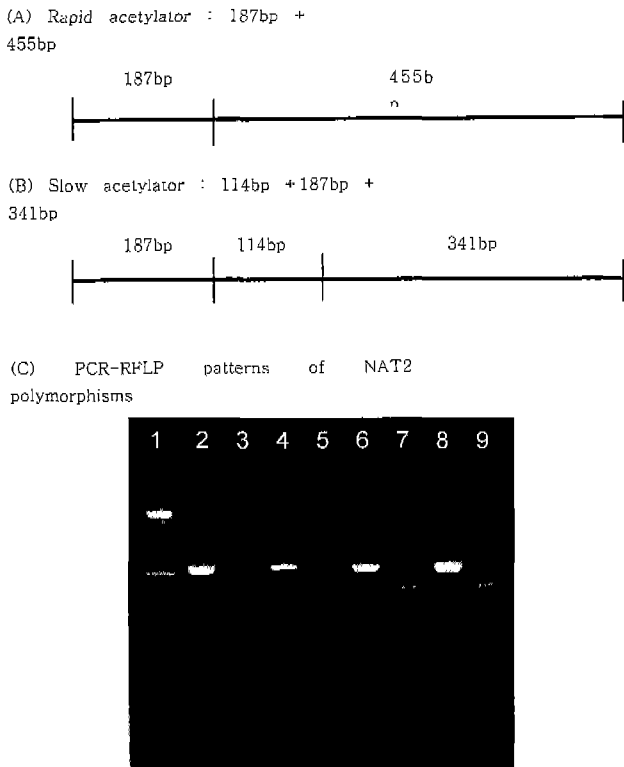 (A) Rapid acetylator : 187bp +
455bp
187bp 455b
p
(B) Slow acetylator : 114bp +187bp +
341bp
187bp 114bp 341bp
(C) PCR-RFLP patterns of NAT2
polymorphisms
1 2 3 4 5 6 7 8 9